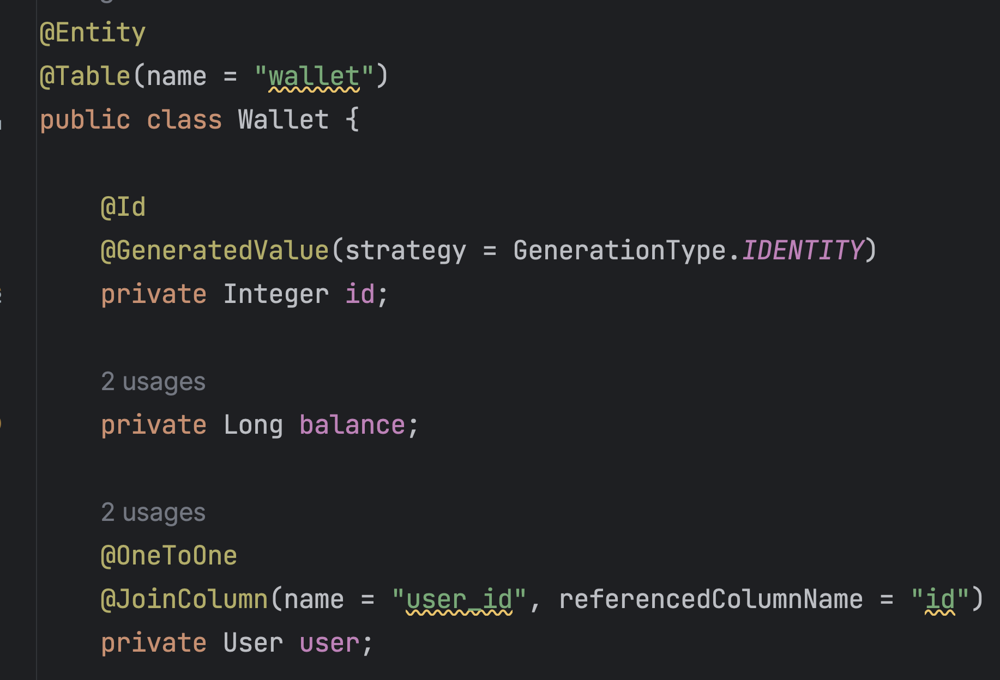 @Entity
@Table(name = "wallet")
public class Wallet {
@Id
@GeneratedValue(strategy = GenerationType.IDENTITY)
private Integer id;
2 usages
private Long balance;
2 usages
@OneToOne
@JoinColumn(name = "user_id", referencedColumnName = "id")
private User user;